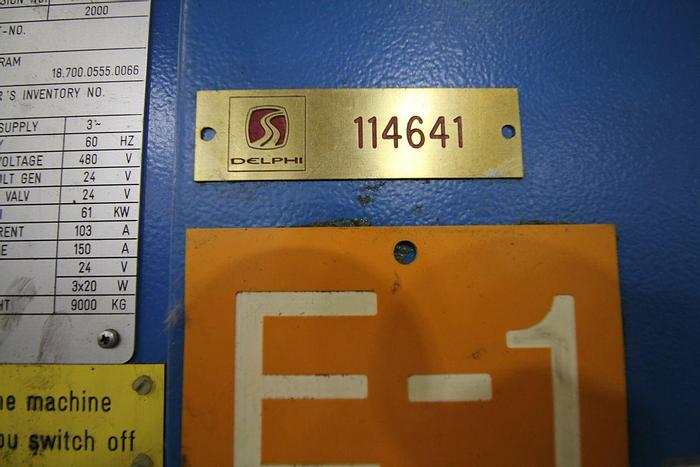 2000
-NO.
RAM
18.700.0555.0066
R'S INVENTORY NO.
SUPPLY 3~
Y 60 HZ
VOLTAGE 480 V
OLT GEN 24 V
VALV 24 V
61 KW
RENT 103 A
E 150 A
24 V
3x20 W
HT 9000 KG
ne machine
ou switch off
DELPHI
114641
E-1